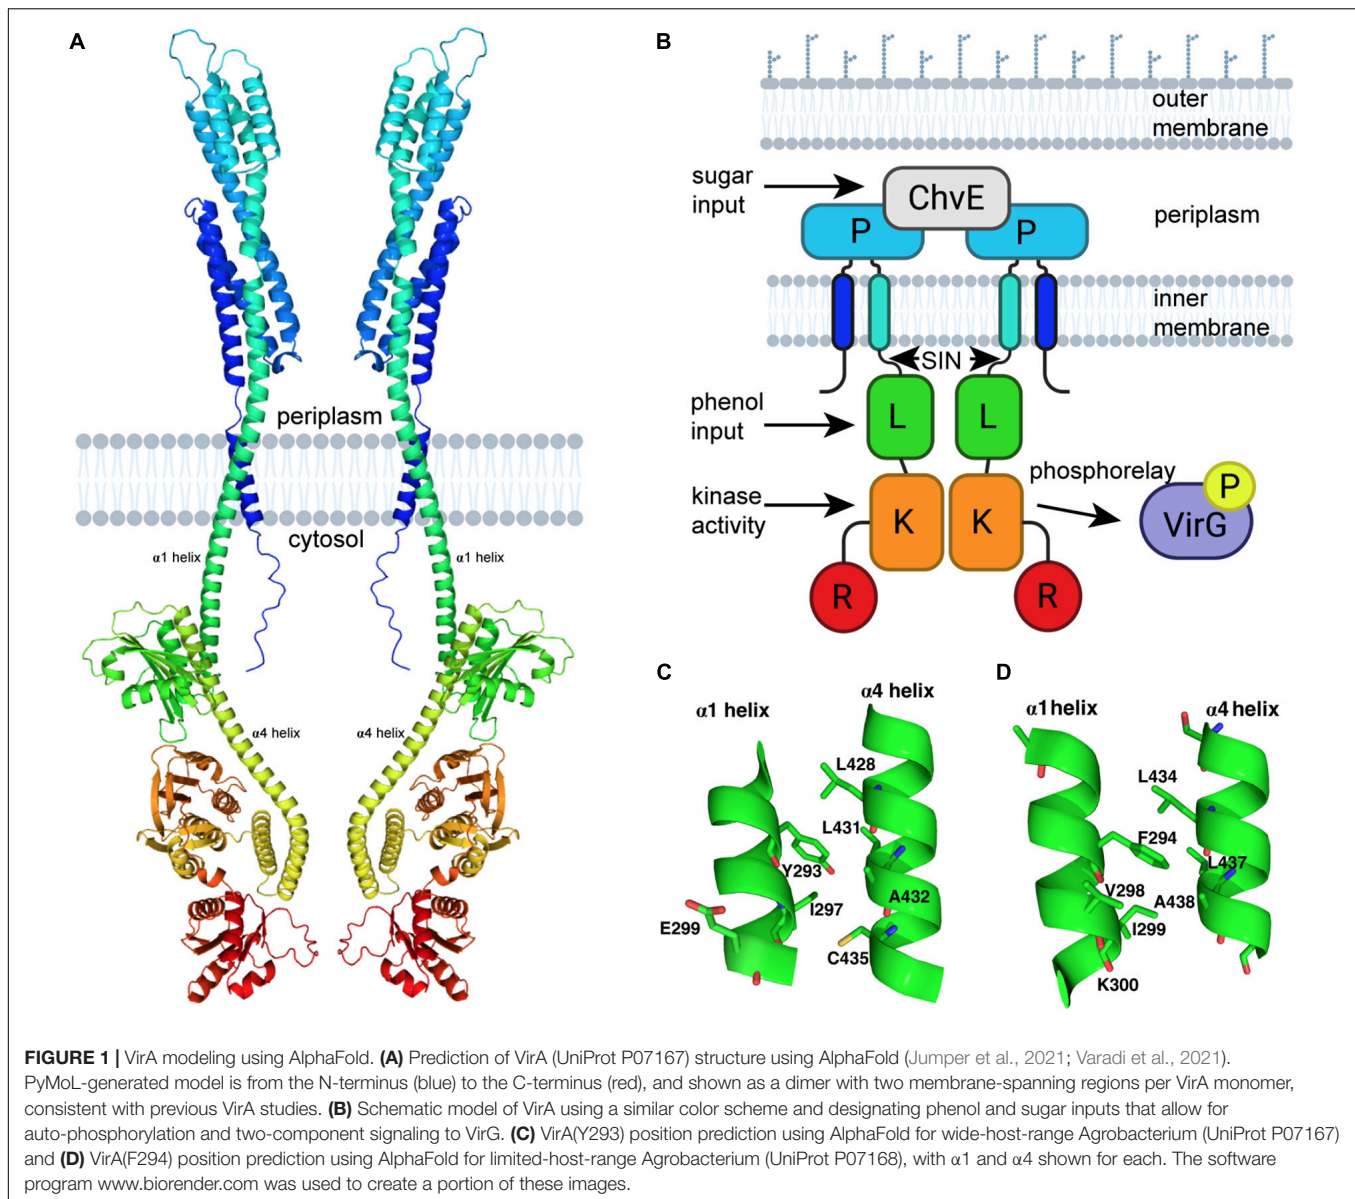 A
periplasm
cytosol
α1 helix
α1 helix
α4 helix
α4 helix
B
outer
membrane
sugar
input
ChvE
periplasm
P
P
inner
membrane
SIN
phenol
input
L
L
phosphorelay
kinase
activity
K
K
P
VirG
R
R
C
α1 helix
α4 helix
L428
L431
Y293
A432
I297
E299
C435
D
α1 helix
α4 helix
L434
F294
L437
V298
A438
I299
K300
FIGURE 1 | VirA modeling using AlphaFold. (A) Prediction of VirA (UniProt P07167) structure using AlphaFold (Jumper et al., 2021; Varadi et al., 2021).
PyMoL-generated model is from the N-terminus (blue) to the C-terminus (red), and shown as a dimer with two membrane-spanning regions per VirA monomer,
consistent with previous VirA studies. (B) Schematic model of VirA using a similar color scheme and designating phenol and sugar inputs that allow for
auto-phosphorylation and two-component signaling to VirG. (C) VirA(Y293) position prediction using AlphaFold for wide-host-range Agrobacterium (UniProt P07167)
and (D) VirA(F294) position prediction using AlphaFold for limited-host-range Agrobacterium (UniProt P07168), with α1 and α4 shown for each. The software
program www.biorender.com was used to create a portion of these images.